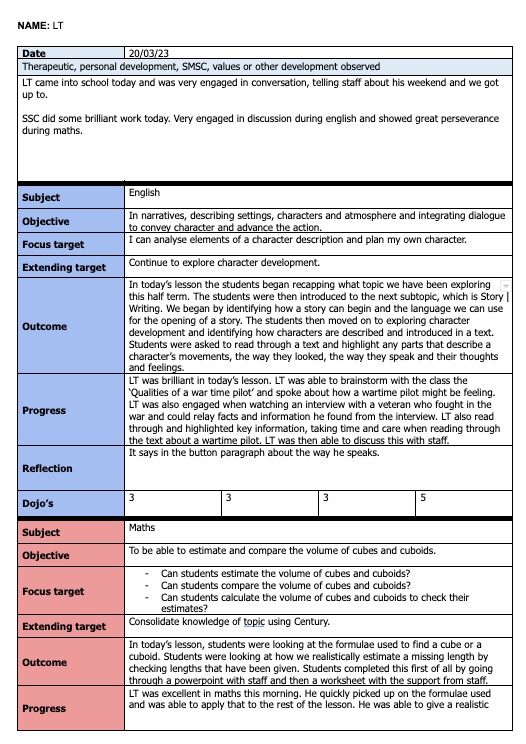 NAME: LT
Date 20/03/23
Therapeutic, personal development, SMSC, values or other development observed
LT came into school today and was very engaged in conversation, telling staff about his weekend and we got
up to.
SSC did some brilliant work today. Very engaged in discussion during english and showed great perseverance
during maths.
Subject English
Objective In narratives, describing settings, characters and atmosphere and integrating dialogue
to convey character and advance the action.
Focus target I can analyse elements of a character description and plan my own character.
Extending target Continue to explore character development.
Outcome In today's lesson the students began recapping what topic we have been exploring
this half term. The students were then introduced to the next subtopic, which is Story
Writing. We began by identifying how a story can begin and the language we can use
for the opening of a story. The students then moved on to exploring character
development and identifying how characters are described and introduced in a text.
Students were asked to read through a text and highlight any parts that describe a
character's movements, the way they looked, the way they speak and their thoughts
and feelings.
Progress LT was brilliant in today's lesson. LT was able to brainstorm with the class the
'Qualities of a war time pilot' and spoke about how a wartime pilot might be feeling.
LT was also engaged when watching an interview with a veteran who fought in the
war and could relay facts and information he found from the interview. LT also read
through and highlighted key information, taking time and care when reading through
the text about a wartime pilot. LT was then able to discuss this with staff.
Reflection It says in the button paragraph about the way he speaks.
Dojo's 3 3 3 5
Subject Maths
Objective To be able to estimate and compare the volume of cubes and cuboids.
Focus target - Can students estimate the volume of cubes and cuboids?
- Can students compare the volume of cubes and cuboids?
- Can students calculate the volume of cubes and cuboids to check their
estimates?
Extending target Consolidate knowledge of topic using Century.
Outcome In today's lesson, students were looking at the formulae used to find a cube or a
cuboid. Students were looking at how we realistically estimate a missing length by
checking lengths that have been given. Students completed this first of all by going
through a powerpoint with staff and then a worksheet with the support from staff.
Progress LT was excellent in maths this morning. He quickly picked up on the formulae used
and was able to apply that to the rest of the lesson. He was able to give a realistic